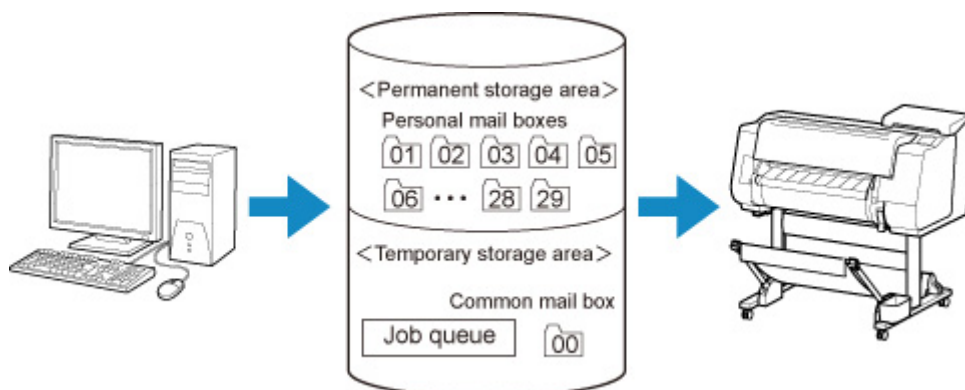 <Permanent storage area>
Personal mail boxes
01 02 03 04 05
06 ••• 28 29
<Temporary storage area>
Common mail box
Job queue 00